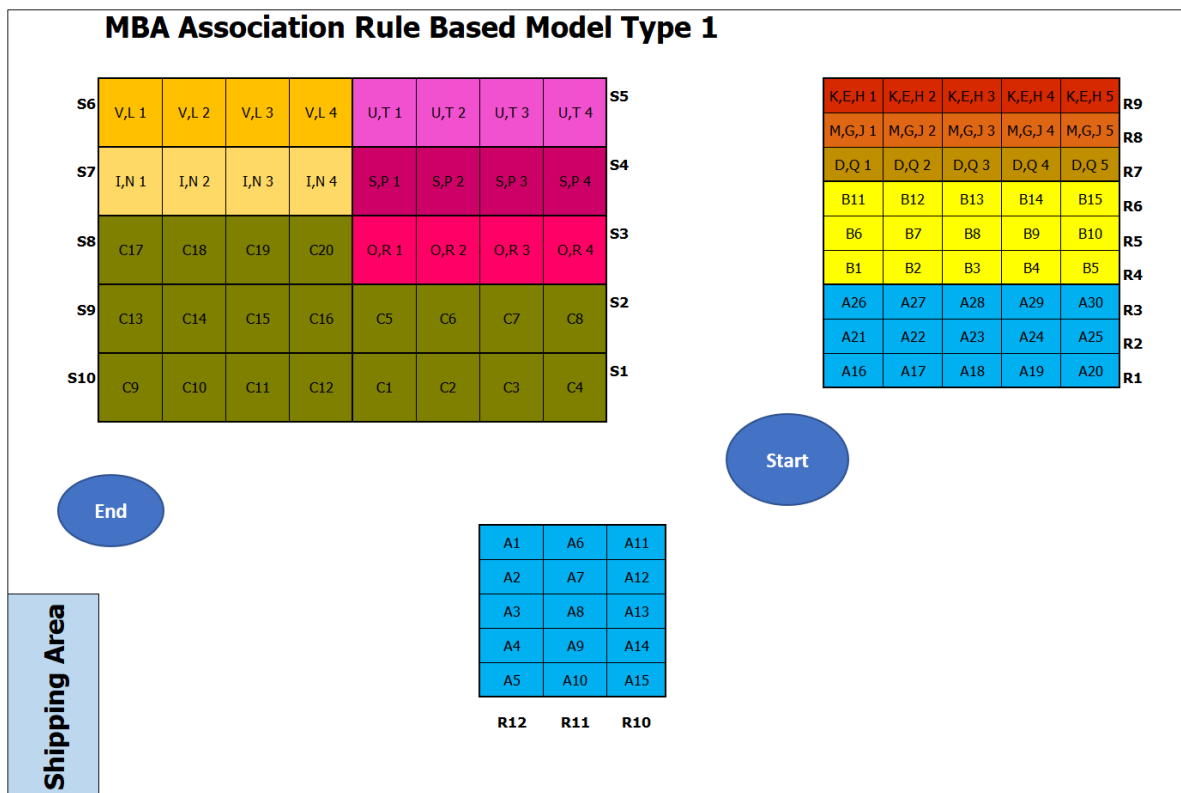 MBA Association Rule Based Model Type 1
S6 V,L 1 V,L 2 V,L 3 V,L 4 U,T 1 U,T 2 U,T 3 U,T 4 S5
S7 I,N 1 I,N 2 I,N 3 I,N 4 S,P 1 S,P 2 S,P 3 S,P 4 S4
S8 C17 C18 C19 C20 O,R 1 O,R 2 O,R 3 O,R 4 S3
S9 C13 C14 C15 C16 C5 C6 C7 C8 S2
S10 C9 C10 C11 C12 C1 C2 C3 C4 S1
K,E,H 1 K,E,H 2 K,E,H 3 K,E,H 4 K,E,H 5 R9
M,G,J 1 M,G,J 2 M,G,J 3 M,G,J 4 M,G,J 5 R8
D,Q 1 D,Q 2 D,Q 3 D,Q 4 D,Q 5 R7
B11 B12 B13 B14 B15 R6
B6 B7 B8 B9 B10 R5
B1 B2 B3 B4 B5 R4
A26 A27 A28 A29 A30 R3
A21 A22 A23 A24 A25 R2
A16 A17 A18 A19 A20 R1
Start
End
A1 A6 A11
A2 A7 A12
A3 A8 A13
A4 A9 A14
A5 A10 A15
R12 R11 R10
Shipping Area